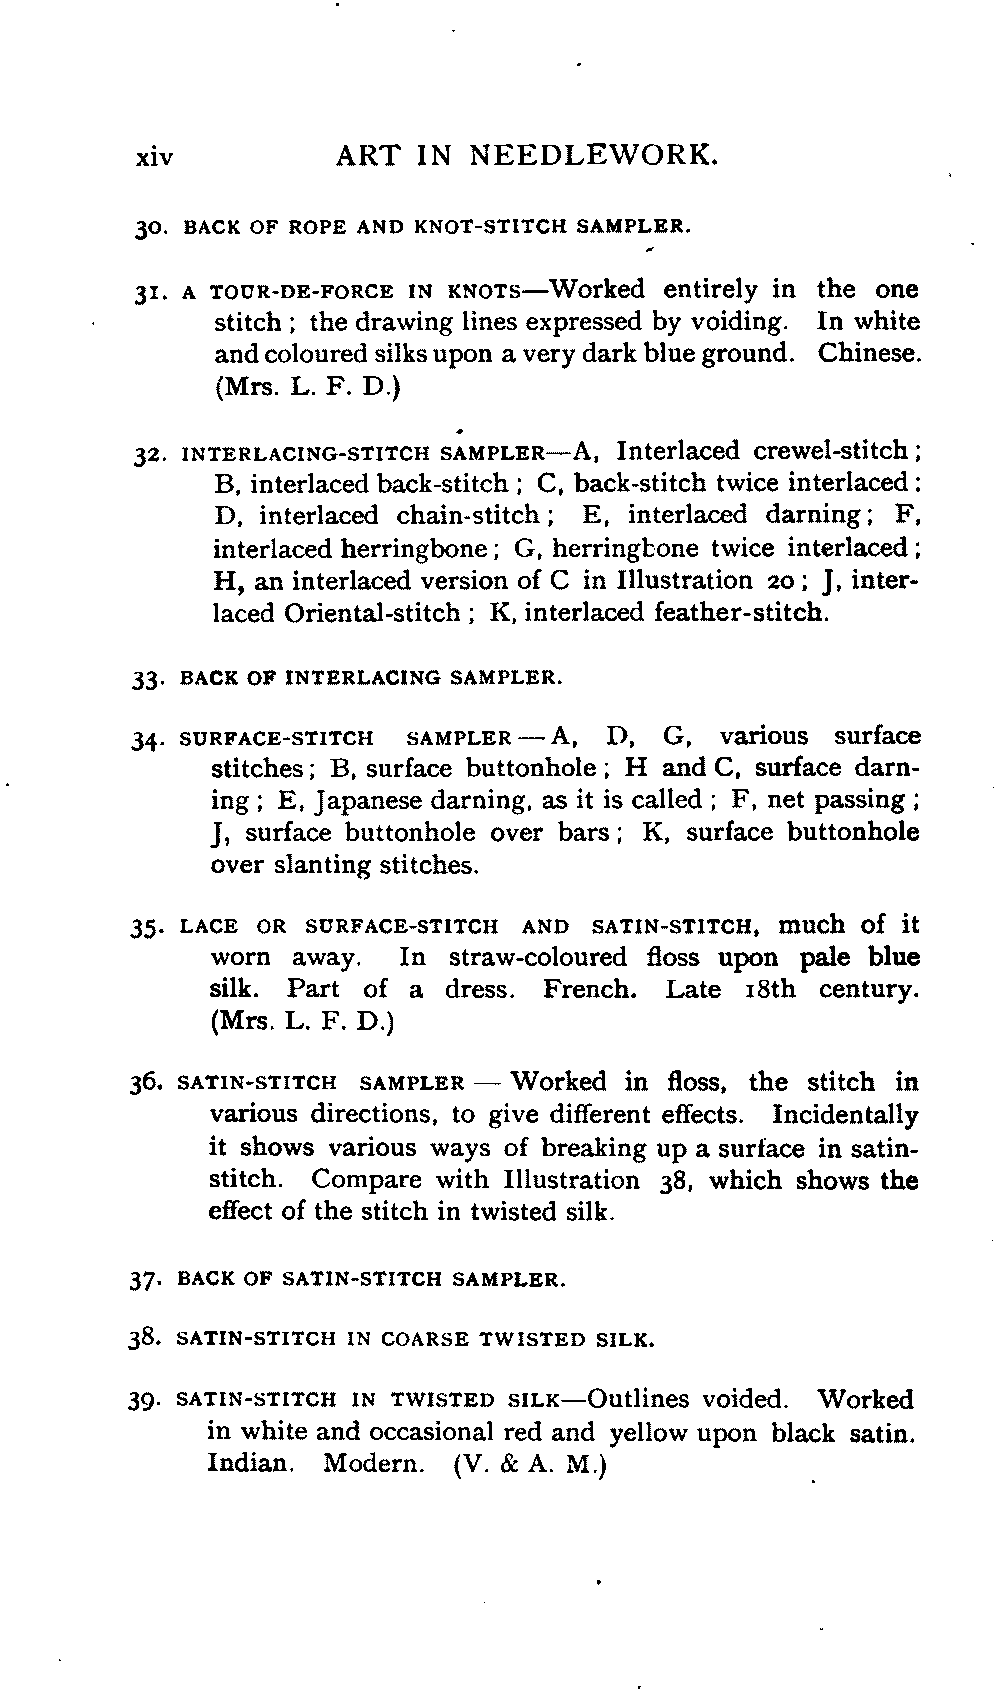 xiv ART IN NEEDLEWORK.
30. BACK OF ROPE AND KNOT-STITCH SAMPLER.
31. A TOUR-DE-FORCE IN KNOTS—Worked entirely in the one
stitch ; the drawing lines expressed by voiding. In white
and coloured silks upon a very dark blue ground. Chinese.
(Mrs. L. F. D.)
32. INTERLACING-STITCH SAMPLER—A, Interlaced crewel-stitch ;
B, interlaced back-stitch ; C, back-stitch twice interlaced :
D, interlaced chain-stitch ; E, interlaced darning ; F,
interlaced herringbone ; G, herringbone twice interlaced ;
H, an interlaced version of C in Illustration 20 ; J, inter-
laced Oriental-stitch ; K, interlaced feather-stitch.
33. BACK OF INTERLACING SAMPLER.
34. SURFACE-STITCH SAMPLER — A, D, G, various surface
stitches ; B, surface buttonhole ; H and C, surface darn-
ing ; E, Japanese darning, as it is called ; F, net passing ;
J, surface buttonhole over bars ; K, surface buttonhole
over slanting stitches.
35. LACE OR SURFACE-STITCH AND SATIN-STITCH, much of it
worn away. In straw-coloured floss upon pale blue
silk. Part of a dress. French. Late 18th century.
(Mrs. L. F. D.)
36. SATIN-STITCH SAMPLER — Worked in floss, the stitch in
various directions, to give different effects. Incidentally
it shows various ways of breaking up a surface in satin-
stitch. Compare with Illustration 38, which shows the
effect of the stitch in twisted silk.
37. BACK OF SATIN-STITCH SAMPLER.
38. SATIN-STITCH IN COARSE TWISTED SILK.
39. SATIN-STITCH IN TWISTED SILK—Outlines voided. Worked
in white and occasional red and yellow upon black satin.
Indian. Modern. (V. & A. M.)